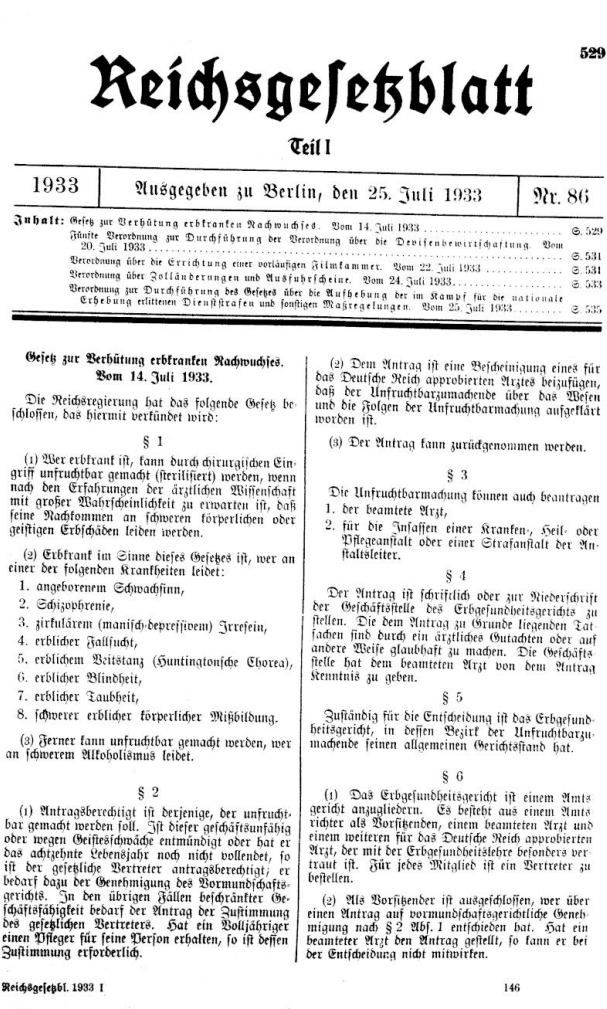 529
Reichsgesetzblatt
Teil I
1933
Ausgegeben zu Berlin, den 25. Juli 1933
Nr. 86
Inhalt: Gesetz zur Verhütung erbkranken Nachwuchses. Vom 14. Juli 1933 ........ S. 529
Fünfte Verordnung zur Durchführung der Verordnung über die Devisenbewirtschaftung. Vom
20. Juli 1933 ........ S. 531
Verordnung über die Errichtung einer vorläufigen Filmkammer. Vom 22. Juli 1933 ........ S. 531
Verordnung über Zolländerungen und Ausfuhrscheine. Vom 24. Juli 1933 ........ S. 533
Verordnung zur Durchführung des Gesetzes über die Aufhebung der im Kampf für die nationale
Erhebung erlittenen Dienststrafen und sonstigen Maßregelungen. Vom 25. Juli 1933 ........ S. 535
Gesetz zur Verhütung erbkranken Nachwuchses.
Vom 14. Juli 1933.
Die Reichsregierung hat das folgende Gesetz be-
schlossen, das hiermit verkündet wird:
§ 1
(1) Wer erbkrank ist, kann durch chirurgischen Ein-
griff unfruchtbar gemacht (sterilisiert) werden, wenn
nach den Erfahrungen der ärztlichen Wissenschaft
mit großer Wahrscheinlichkeit zu erwarten ist, daß
seine Nachkommen an schweren körperlichen oder
geistigen Erbschäden leiden werden.
(2) Erbkrank im Sinne dieses Gesetzes ist, wer an
einer der folgenden Krankheiten leidet:
1. angeborenem Schwachsinn,
2. Schizophrenie,
3. zirkulärem (manisch-depressivem) Irresein,
4. erblicher Fallsucht,
5. erblichem Veitstanz (Huntingtonsche Chorea),
6. erblicher Blindheit,
7. erblicher Taubheit,
8. schwerer erblicher körperlicher Mißbildung.
(3) Ferner kann unfruchtbar gemacht werden, wer
an schwerem Alkoholismus leidet.
§ 2
(1) Antragsberechtigt ist derjenige, der unfrucht-
bar gemacht werden soll. Ist dieser geschäftsunfähig
oder wegen Geistesschwäche entmündigt oder hat er
das achtzehnte Lebensjahr noch nicht vollendet, so
ist der gesetzliche Vertreter antragsberechtigt; er
bedarf dazu der Genehmigung des Vormundschafts-
gerichts. In den übrigen Fällen beschränkter Ge-
schäftsfähigkeit bedarf der Antrag der Zustimmung
des gesetzlichen Vertreters. Hat ein Volljähriger
einen Pfleger für seine Person erhalten, so ist dessen
Zustimmung erforderlich.
(2) Dem Antrag ist eine Bescheinigung eines für
das Deutsche Reich approbierten Arztes beizufügen,
daß der Unfruchtbarzumachende über das Wesen
und die Folgen der Unfruchtbarmachung aufgeklärt
worden ist.
(3) Der Antrag kann zurückgenommen werden.
§ 3
Die Unfruchtbarmachung können auch beantragen
1. der beamtete Arzt,
2. für die Insassen einer Kranken-, Heil- oder
Pflegeanstalt oder einer Strafanstalt der An-
staltsleiter.
§ 4
Der Antrag ist schriftlich oder zur Niederschrift
der Geschäftsstelle des Erbgesundheitsgerichts zu
stellen. Die dem Antrag zu Grunde liegenden Tat-
sachen sind durch ein ärztliches Gutachten oder auf
andere Weise glaubhaft zu machen. Die Geschäfts-
stelle hat dem beamteten Arzt von dem Antrag
Kenntnis zu geben.
§ 5
Zuständig für die Entscheidung ist das Erbgesund-
heitsgericht, in dessen Bezirk der Unfruchtbarzu-
machende seinen allgemeinen Gerichtsstand hat.
§ 6
(1) Das Erbgesundheitsgericht ist einem Amts-
gericht anzugliedern. Es besteht aus einem Amts-
richter als Vorsitzenden, einem beamteten Arzt und
einem weiteren für das Deutsche Reich approbierten
Arzt, der mit der Erbgesundheitslehre besonders ver-
traut ist. Für jedes Mitglied ist ein Vertreter zu
bestellen.
(2) Als Vorsitzender ist ausgeschlossen, wer über
einen Antrag auf vormundschaftsgerichtliche Geneh-
migung nach § 2 Abs. 1 entschieden hat. Hat ein
beamteter Arzt den Antrag gestellt, so kann er bei
der Entscheidung nicht mitwirken.
Reichsgesetzbl. 1933 I
146